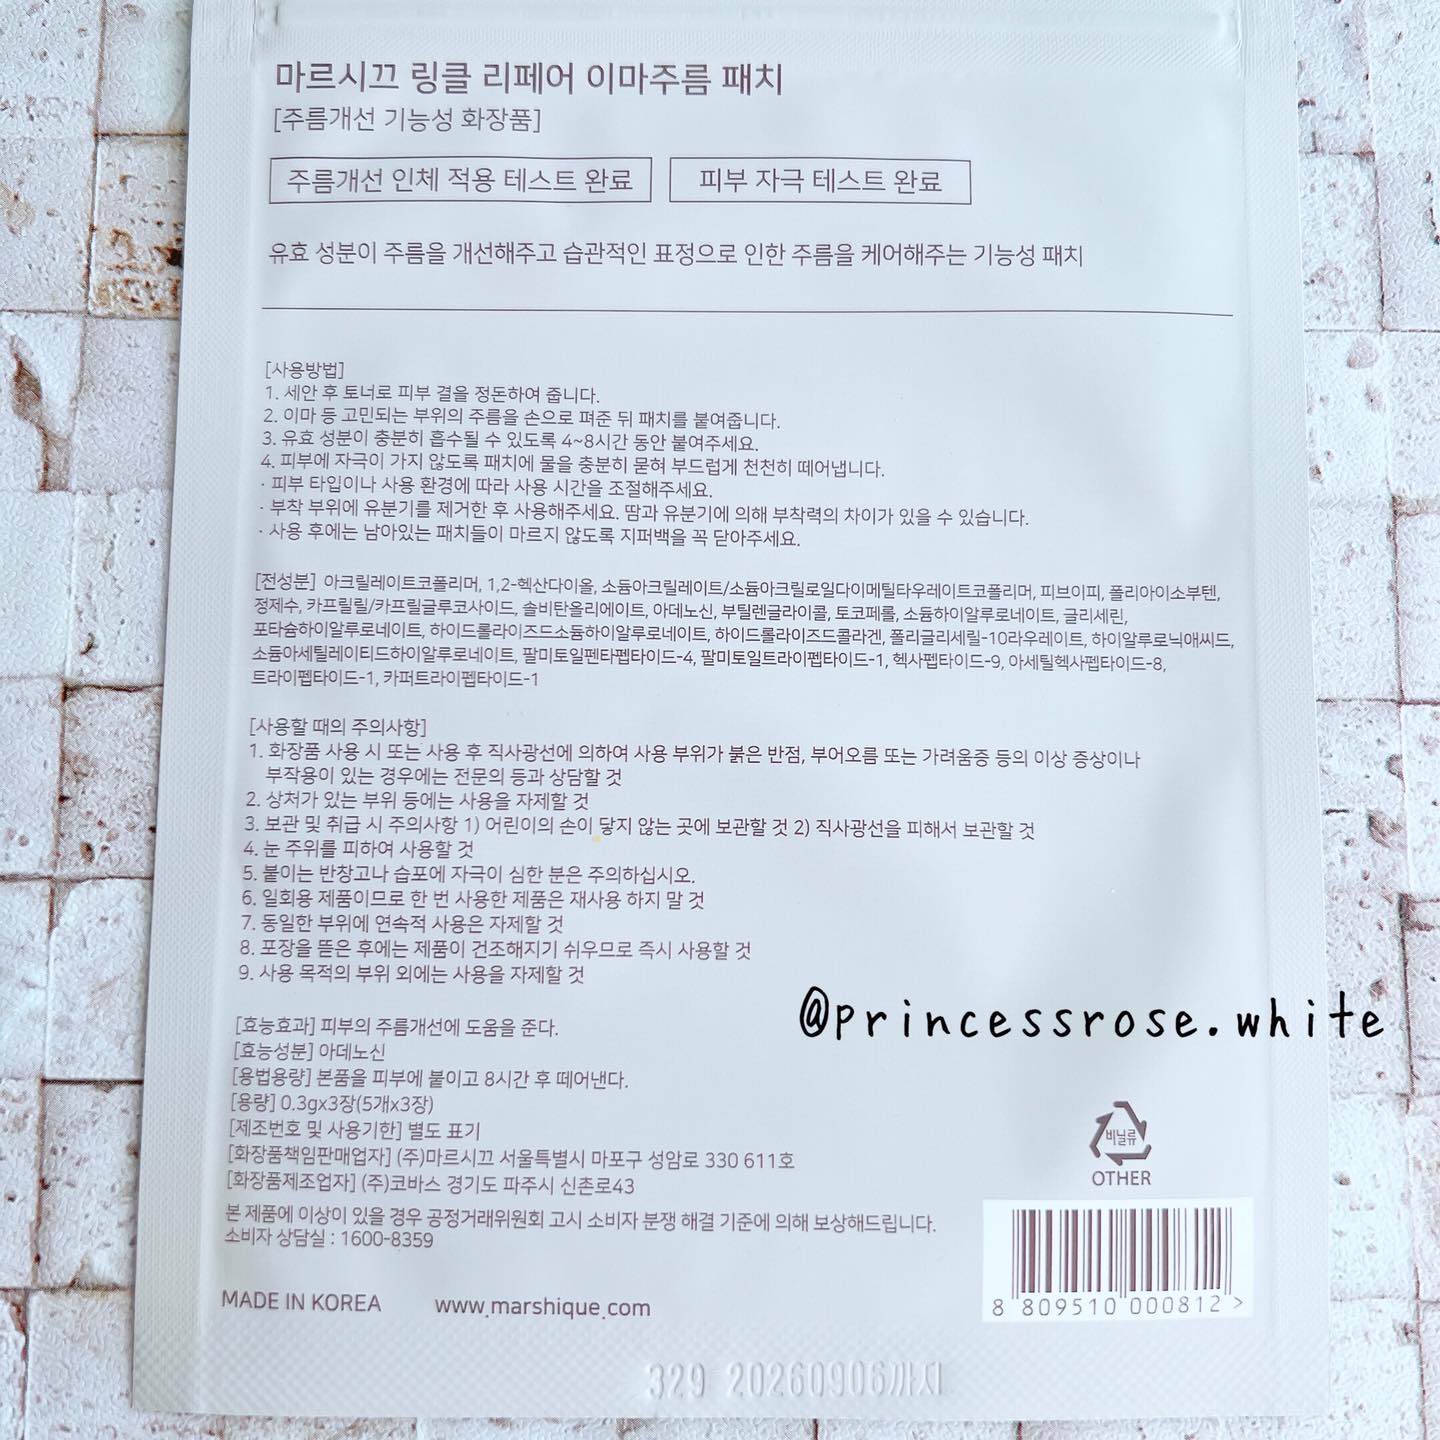 마르시끄 링클 리페어 이마주름 패치
[주름개선 기능성 화장품]
주름개선 인체 적용 테스트 완료
피부 자극 테스트 완료
유효 성분이 주름을 개선해주고 습관적인 표정으로 인한 주름을 케어해주는 기능성 패치
[사용방법]
1. 세안 후 토너로 피부 결을 정돈하여 줍니다.
2. 이마 등 고민되는 부위의 주름을 손으로 펴준 뒤 패치를 붙여줍니다.
3. 유효 성분이 충분히 흡수될 수 있도록 4~8시간 동안 붙여주세요.
4. 피부에 자극이 가지 않도록 패치에 물을 충분히 묻혀 부드럽게 천천히 떼어냅니다.
· 피부 타입이나 사용 환경에 따라 사용 시간을 조절해주세요.
· 부착 부위에 유분기를 제거한 후 사용해주세요. 땀과 유분기에 의해 부착력의 차이가 있을 수 있습니다.
· 사용 후에는 남아있는 패치들이 마르지 않도록 지퍼백을 꼭 닫아주세요.
[전성분] 아크릴레이트코폴리머, 1,2-헥산다이올, 소듐아크릴레이트/소듐아크릴로일다이메틸타우레이트코폴리머, 피브이피, 폴리아이소부텐,
정제수, 카프릴릴/카프릴글루코사이드, 솔비탄올리에이트, 아데노신, 부틸렌글라이콜, 토코페롤, 소듐하이알루로네이트, 글리세린,
포타슘하이알루로네이트, 하이드롤라이즈드소듐하이알루로네이트, 하이드롤라이즈드콜라겐, 폴리글리세릴-10라우레이트, 하이알루로닉애씨드,
소듐아세틸레이티드하이알루로네이트, 팔미토일펜타펩타이드-4, 팔미토일트라이펩타이드-1, 헥사펩타이드-9, 아세틸헥사펩타이드-8,
트라이펩타이드-1, 카퍼트라이펩타이드-1
[사용할 때의 주의사항]
1. 화장품 사용 시 또는 사용 후 직사광선에 의하여 사용 부위가 붉은 반점, 부어오름 또는 가려움증 등의 이상 증상이나
부작용이 있는 경우에는 전문의 등과 상담할 것
2. 상처가 있는 부위 등에는 사용을 자제할 것
3. 보관 및 취급 시 주의사항 1) 어린이의 손이 닿지 않는 곳에 보관할 것 2) 직사광선을 피해서 보관할 것
4. 눈 주위를 피하여 사용할 것
5. 붙이는 반창고나 습포에 자극이 심한 분은 주의하십시오.
6. 일회용 제품이므로 한 번 사용한 제품은 재사용 하지 말 것
7. 동일한 부위에 연속적 사용은 자제할 것
8. 포장을 뜯은 후에는 제품이 건조해지기 쉬우므로 즉시 사용할 것
9. 사용 목적의 부위 외에는 사용을 자제할 것
@princessrose.white
[효능효과] 피부의 주름개선에 도움을 준다.
[효능성분] 아데노신
[용법용량] 본품을 피부에 붙이고 8시간 후 떼어낸다.
[용량] 0.3gx3장(5개x3장)
[제조번호 및 사용기한] 별도 표기
[화장품책임판매업자] (주)마르시끄 서울특별시 마포구 성암로 330 611호
[화장품제조업자] (주)코바스 경기도 파주시 신촌로43
본 제품에 이상이 있을 경우 공정거래위원회 고시 소비자 분쟁 해결 기준에 의해 보상해드립니다.
소비자 상담실 : 1600-8359
비닐류
OTHER
8 809510 000812 >
MADE IN KOREA www.marshique.com
329 20260906까지